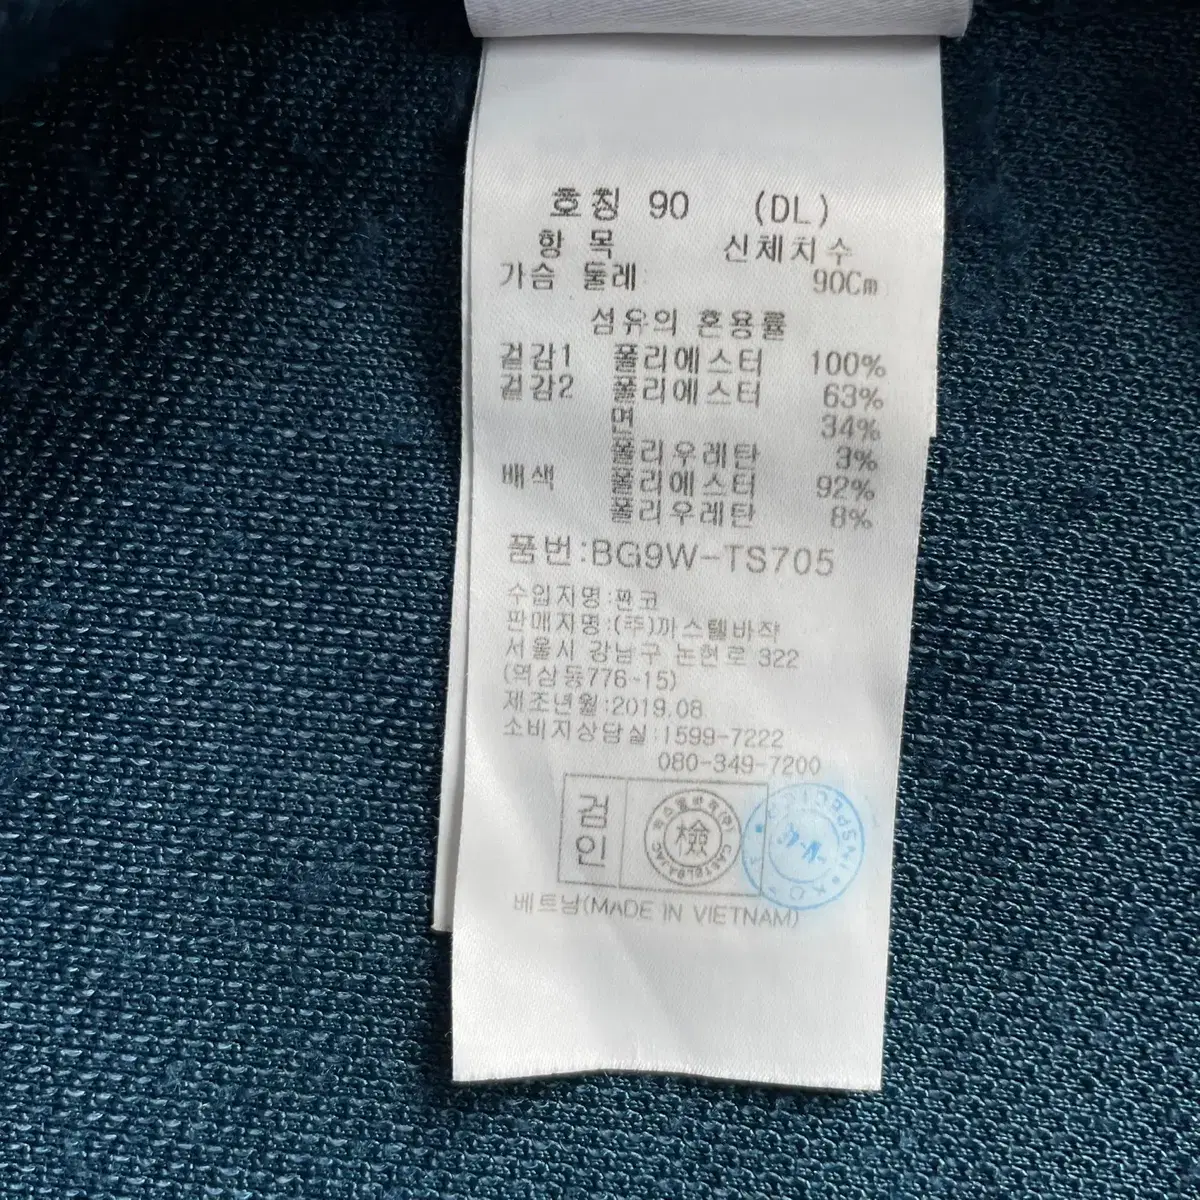 호칭 90 (DL)
항 목 신체치수
가슴 둘레 90Cm
섬유의 혼용률
겉감1 폴리에스터 100%
겉감2 폴리에스터 63%
면 34%
폴리우레탄 3%
배색 폴리에스터 92%
폴리우레탄 8%
품번:BG9W-TS705
수입자명:판코
판매자명:(주)까스텔바작
서울시 강남구 논현로 322
(역삼동776-15)
제조년월:2019.08
소비자상담실:1599-7222
080-349-7200
검인
檢
CASTELBAJAC
INSPECTED
베트남(MADE IN VIETNAM)